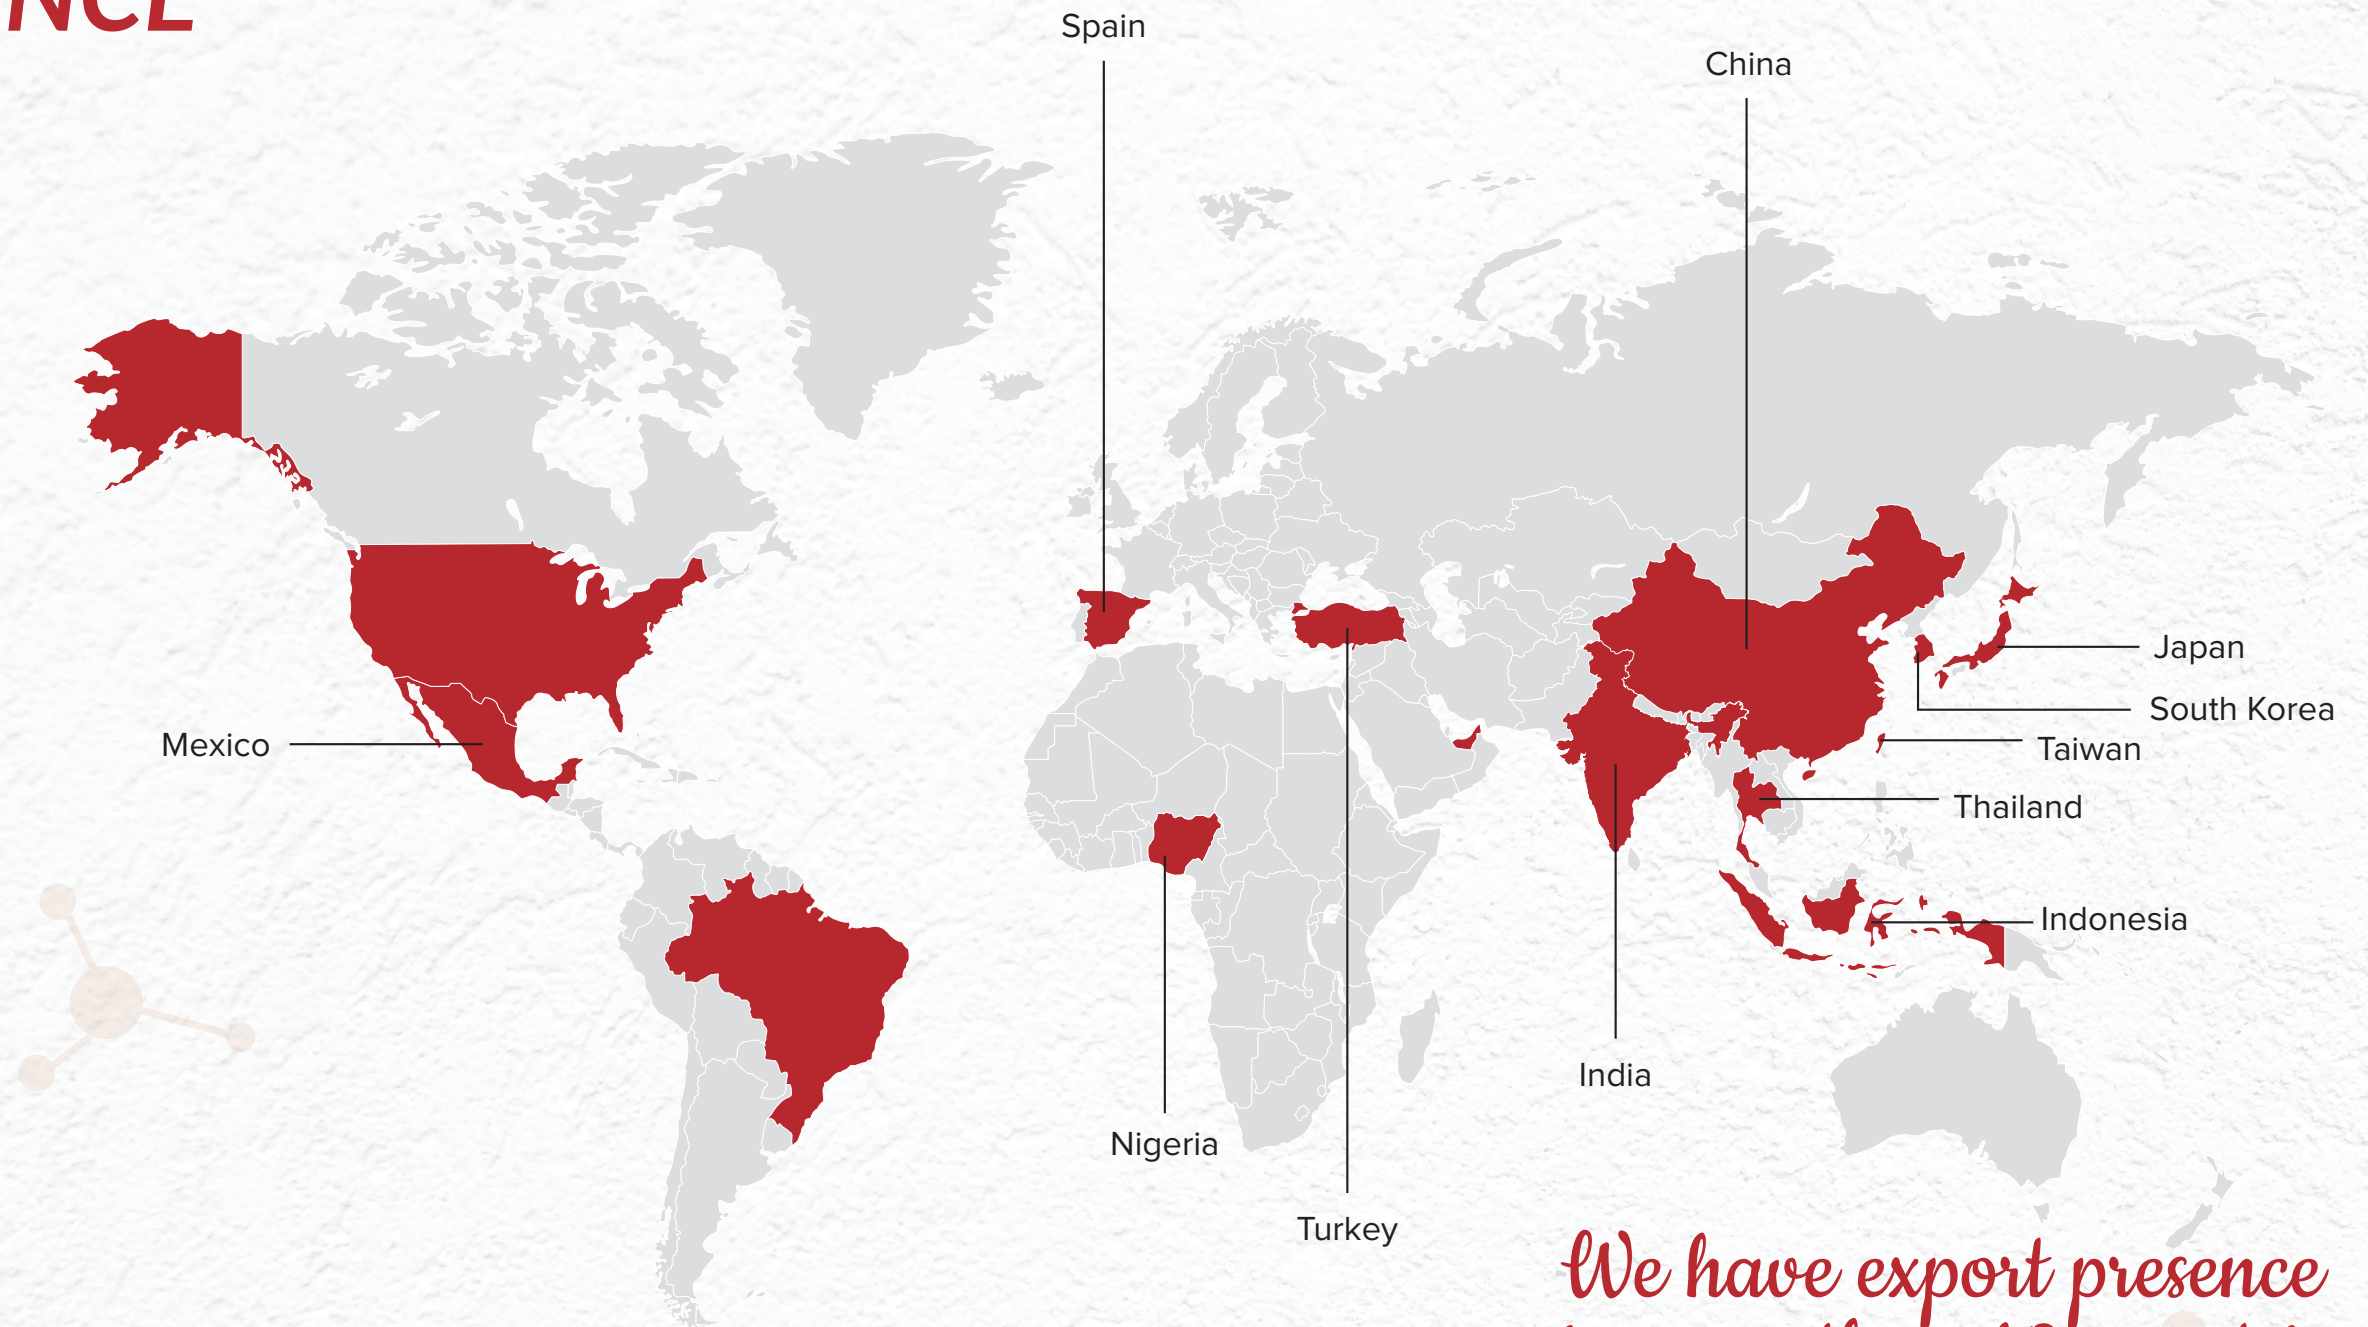 NCE
Spain
China
Japan
South Korea
Mexico
Taiwan
Thailand
Indonesia
India
Nigeria
Turkey
We have export presence